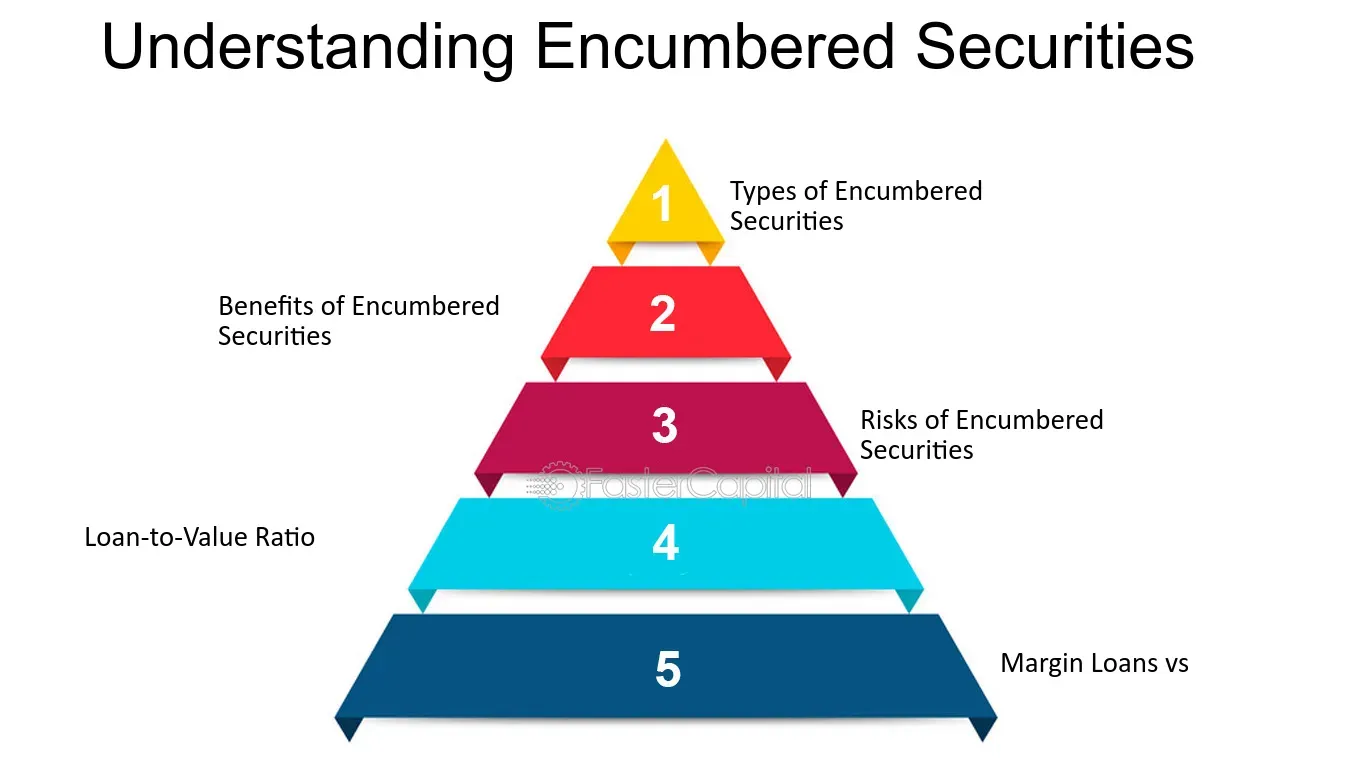 Understanding Encumbered Securities
1
Types of Encumbered
Securities
Benefits of Encumbered
Securities
2
3
Risks of Encumbered
Securities
FasterCapital
Loan-to-Value Ratio
4
5
Margin Loans vs